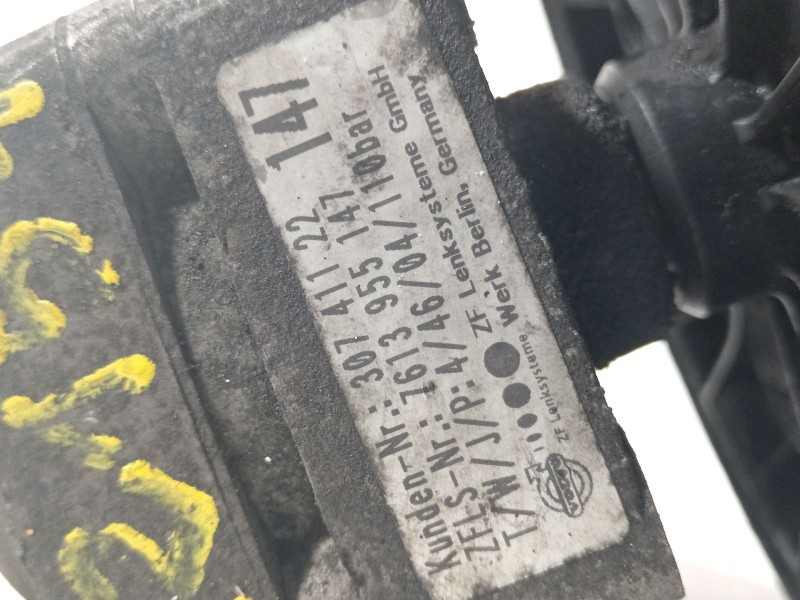 147
Kunden-Nr.: 307 411 22
ZFLS-Nr.: 7613 955 147
T/W/J/P: 4/46/04/110bar
ZF Lenksysteme GmbH
Werk Berlin, Germany
ZF Lenksysteme
VOLVO